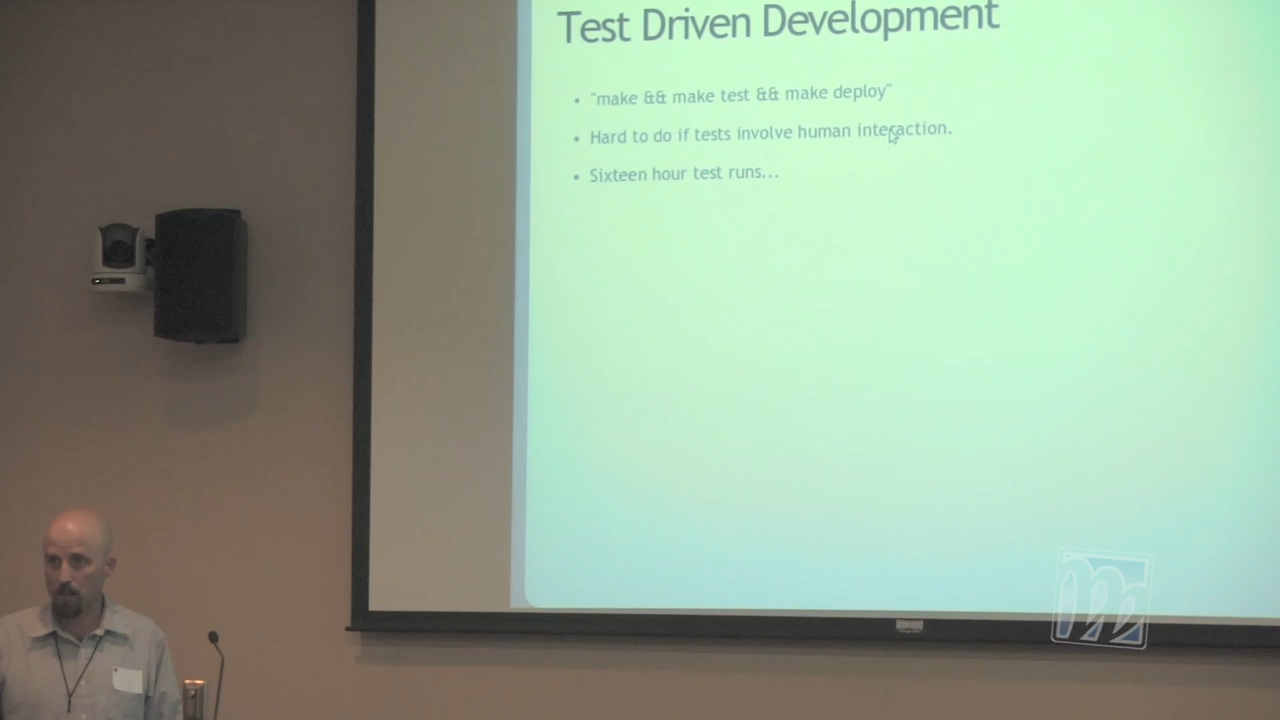 Test Driven Development
• "make && make test && make deploy"
• Hard to do if tests involve human interaction.
• Sixteen hour test runs...